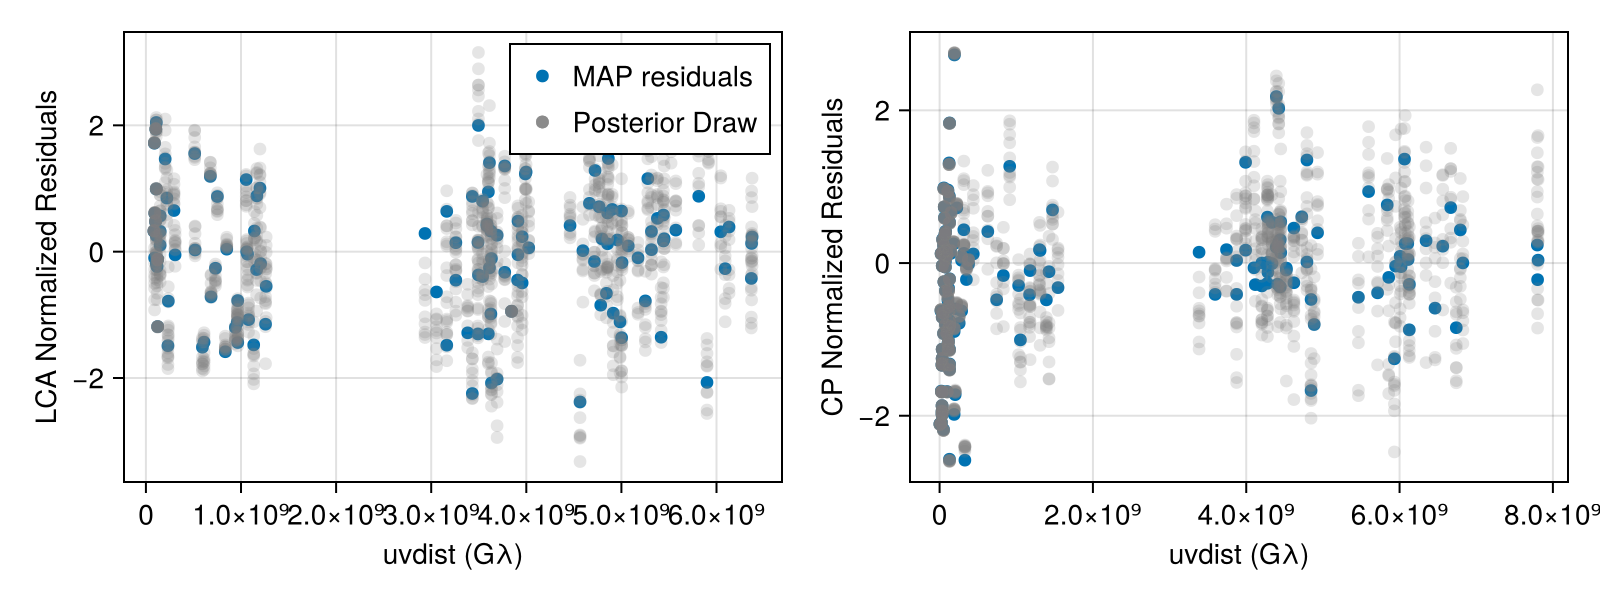 LCA Normalized Residuals
2
0
−2
MAP residuals
Posterior Draw
0 1.0×10⁹ 2.0×10⁹ 3.0×10⁹ 4.0×10⁹ 5.0×10⁹ 6.0×10⁹
uvdist (Gλ)
CP Normalized Residuals
2
0
−2
0 2.0×10⁹ 4.0×10⁹ 6.0×10⁹ 8.0×10⁹
uvdist (Gλ)